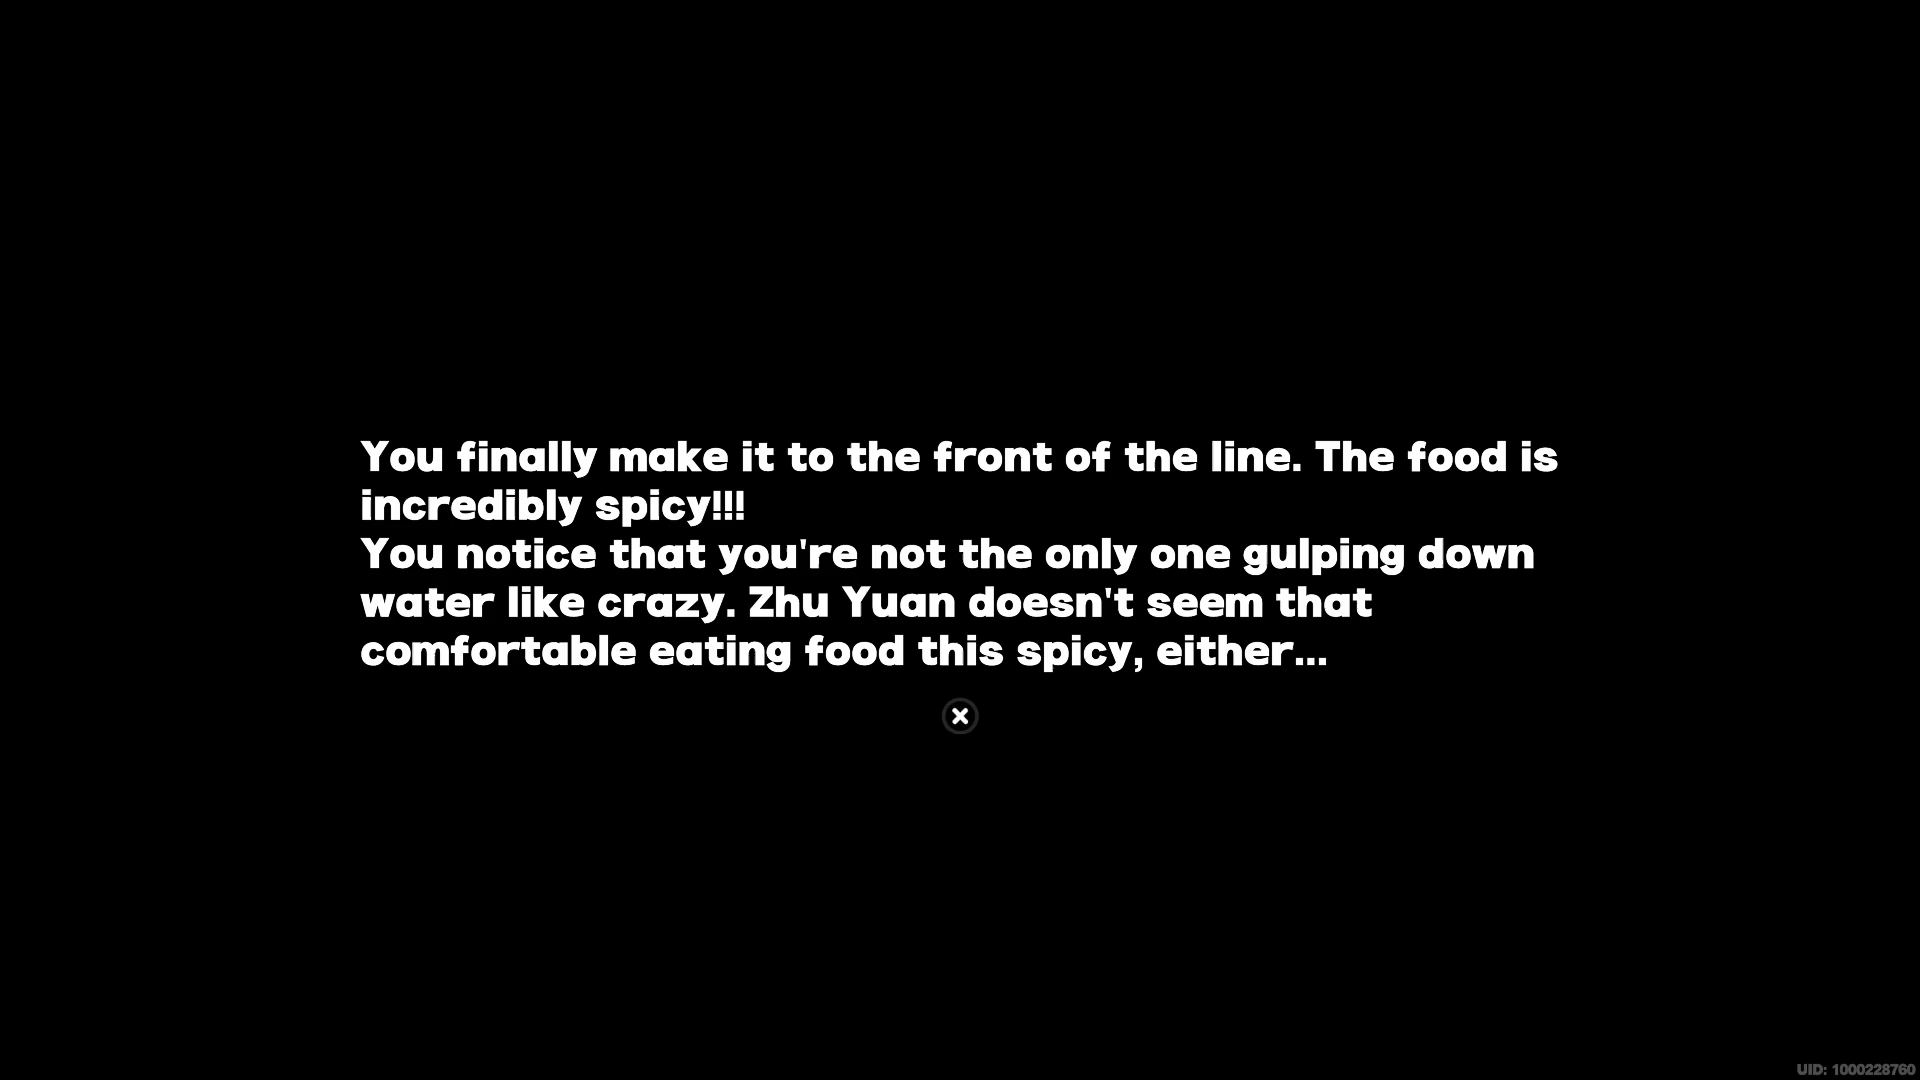 You finally make it to the front of the line. The food is
incredibly spicy!!!
You notice that you're not the only one gulping down
water like crazy. Zhu Yuan doesn't seem that
comfortable eating food this spicy, either...
UID: 1000228760